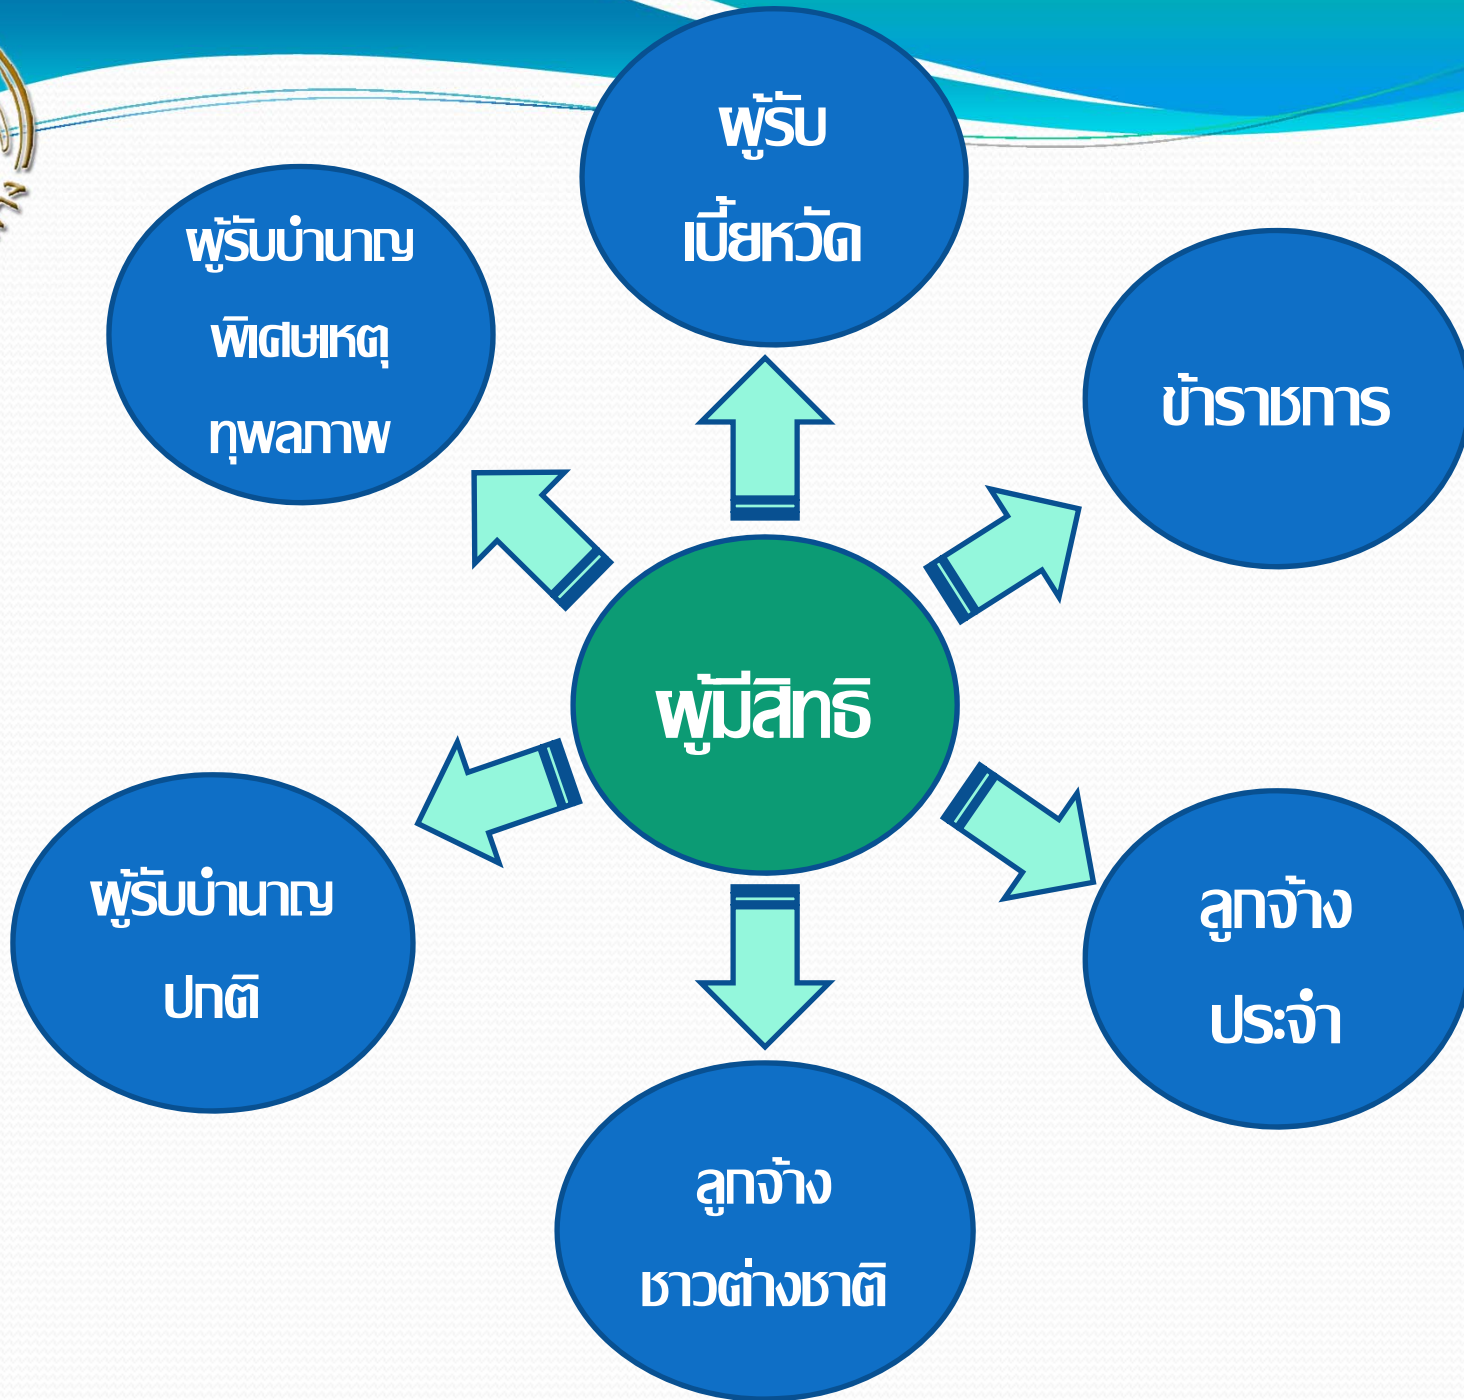 ผู้รับ
เบี้ยหวัด
ผู้รับบำนาญ
พิเศษเหตุ
ทุพลภาพ
ข้าราชการ
ผู้มีสิทธิ
ผู้รับบำนาญ
ปกติ
ลูกจ้าง
ประจำ
ลูกจ้าง
ชาวต่างชาติ